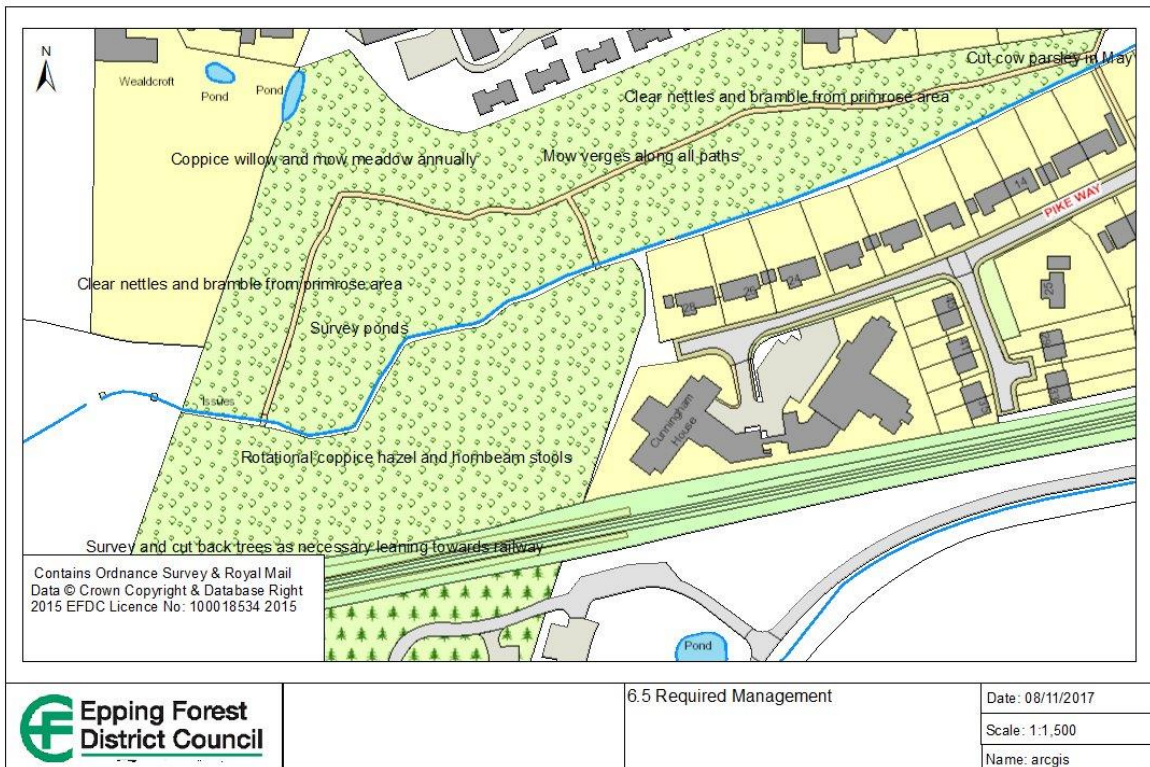 N
Wealdcroft
Pond
Pond
Cut cow parsley in May
Clear nettles and bramble from primrose area
Coppice willow and mow meadow annually
Mow verges along all paths
14
PIKE WAY
Clear nettles and bramble from primrose area
24
26
28
25
Survey ponds
Issues
Cunningham
House
Rotational coppice hazel and hornbeam stools
Survey and cut back trees as necessary leaning towards railway
Contains Ordnance Survey & Royal Mail
Data © Crown Copyright & Database Right
2015 EFDC Licence No: 100018534 2015
Pond
Epping Forest
District Council
6.5 Required Management
Date: 08/11/2017
Scale: 1:1,500
Name: arcgis